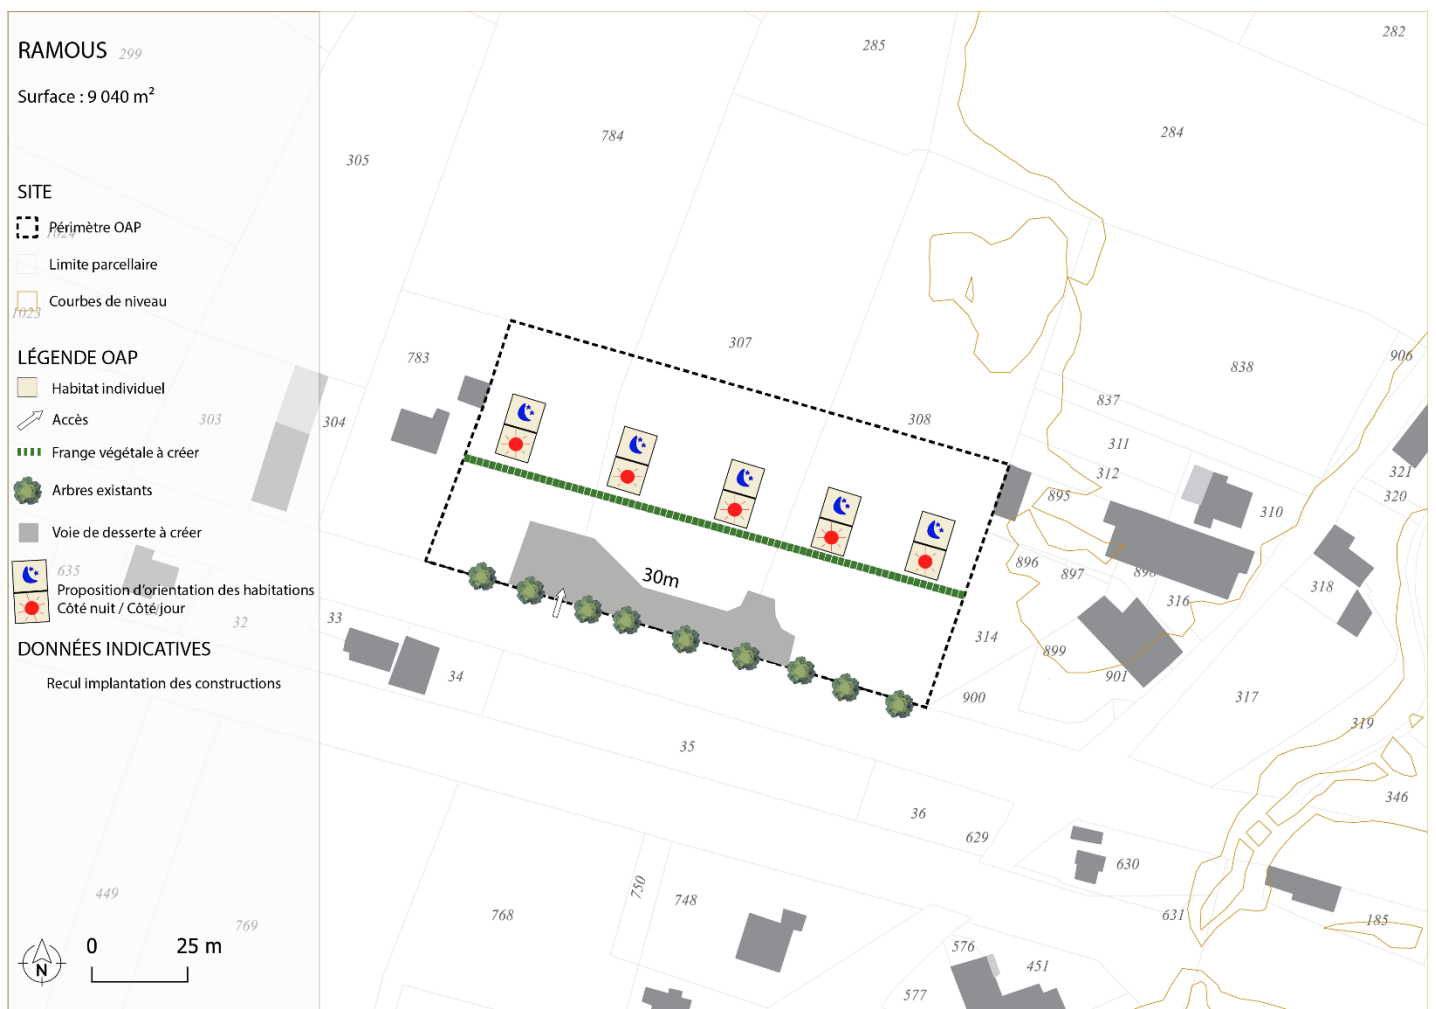 RAMOUS
Surface : 9 040 m²
SITE
Périmètre OAP
Limite parcellaire
Courbes de niveau
LÉGENDE OAP
Habitat individuel
Accès
Frange végétale à créer
Arbres existants
Voie de desserte à créer
Proposition d'orientation des habitations
Côté nuit / Côté jour
DONNÉES INDICATIVES
Recul implantation des constructions
0 25 m
N
299
1024
1023
303
635
32
449
769
285
282
784
284
305
307
783
308
304
838
906
837
311
312
321
320
895
310
896
897
898
318
316
30m
33
314
899
34
900
901
317
319
35
346
36
629
630
750
748
768
631
185
576
451
577